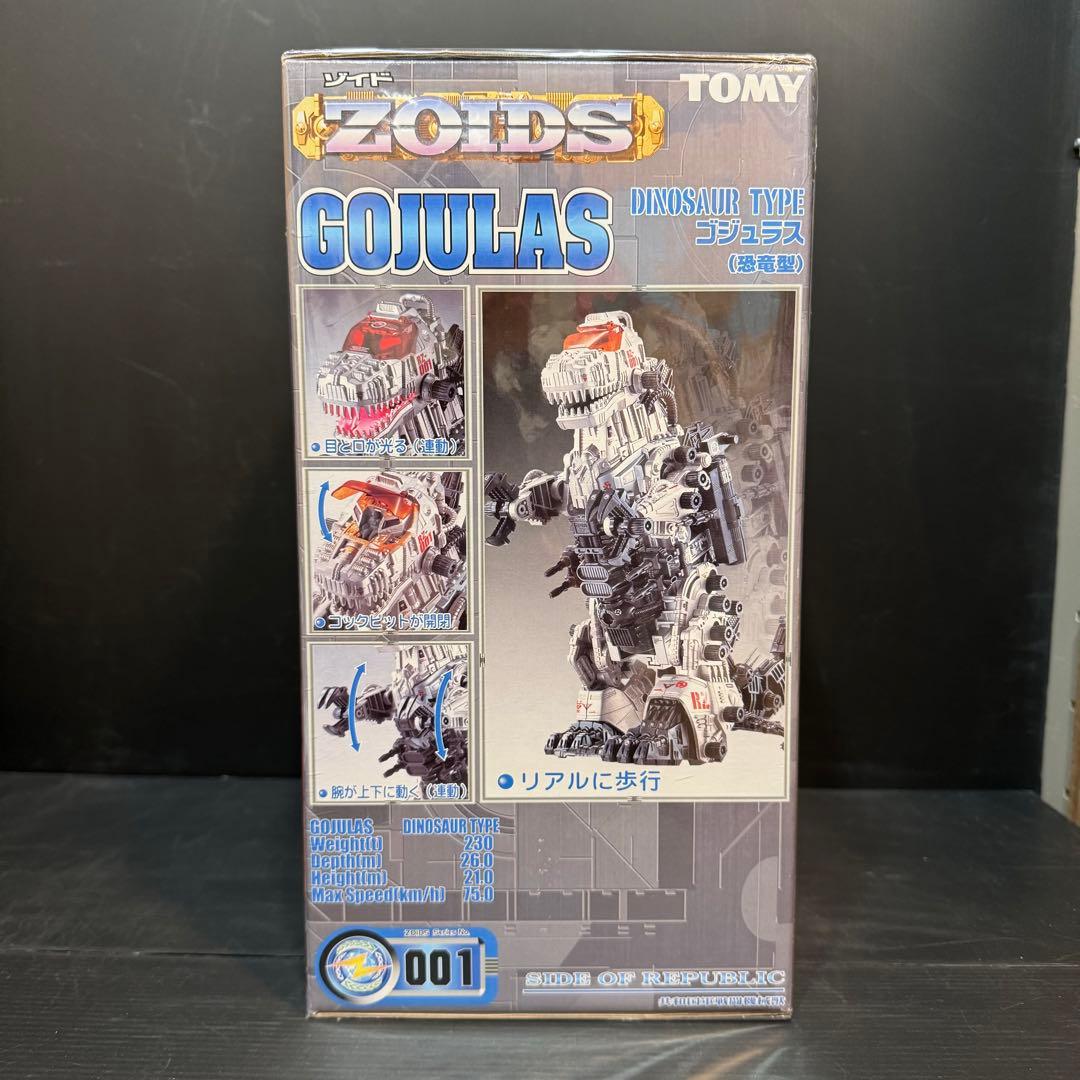 ゾイド
ZOIDS
TOMY
GOJULAS
DINOSAUR TYPE
ゴジュラス
(恐竜型)
●目と口が光る(連動)
●コックピットが開閉
●腕が上下に動く(連動)
●リアルに歩行
RZ
GOJULAS DINOSAUR TYPE
Weight(t) 230
Depth(m) 26.0
Height(m) 21.0
Max Speed(km/h) 75.0
ZOIDS Series No.
001
SIDE OF REPUBLIC